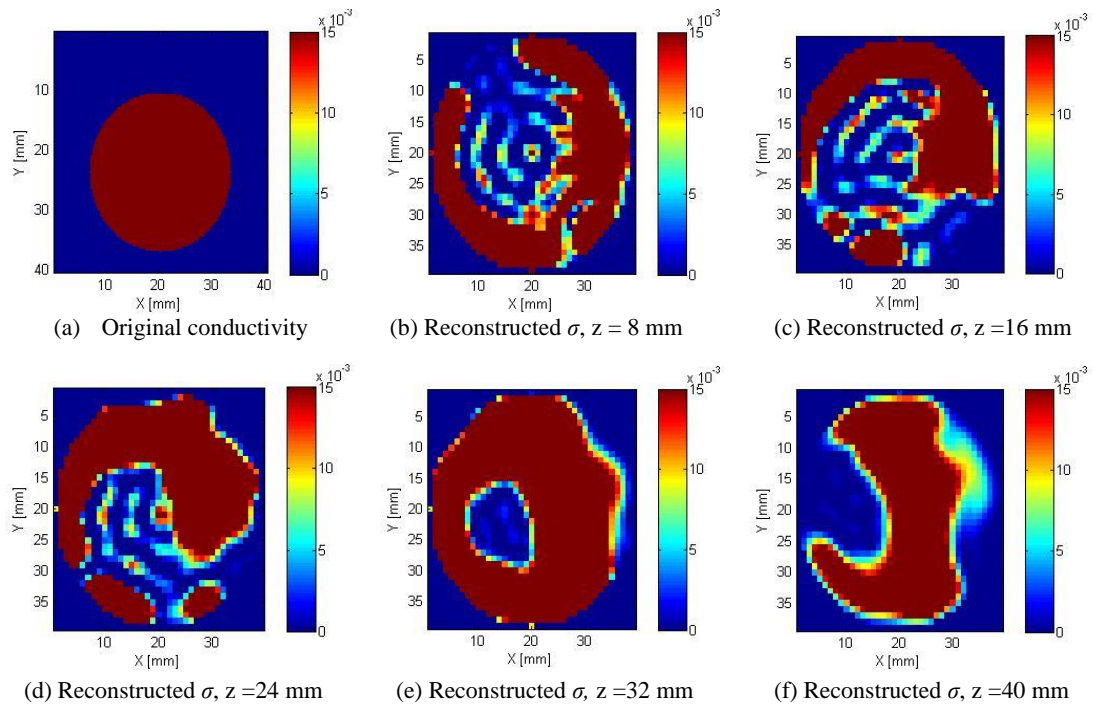 x 10⁻³
15
10
5
0
10
20
30
40
Y [mm]
10 20 30 40
X [mm]
(a) Original conductivity
x 10⁻³
15
10
5
0
5
10
15
20
25
30
35
Y [mm]
10 20 30
X [mm]
(b) Reconstructed σ, z = 8 mm
x 10⁻³
15
10
5
0
5
10
15
20
25
30
35
Y [mm]
10 20 30
X [mm]
(c) Reconstructed σ, z =16 mm
x 10⁻³
15
10
5
0
5
10
15
20
25
30
35
Y [mm]
10 20 30
X [mm]
(d) Reconstructed σ, z =24 mm
x 10⁻³
15
10
5
0
5
10
15
20
25
30
35
Y [mm]
10 20 30
X [mm]
(e) Reconstructed σ, z =32 mm
x 10⁻³
15
10
5
0
5
10
15
20
25
30
35
Y [mm]
10 20 30
X [mm]
(f) Reconstructed σ, z =40 mm